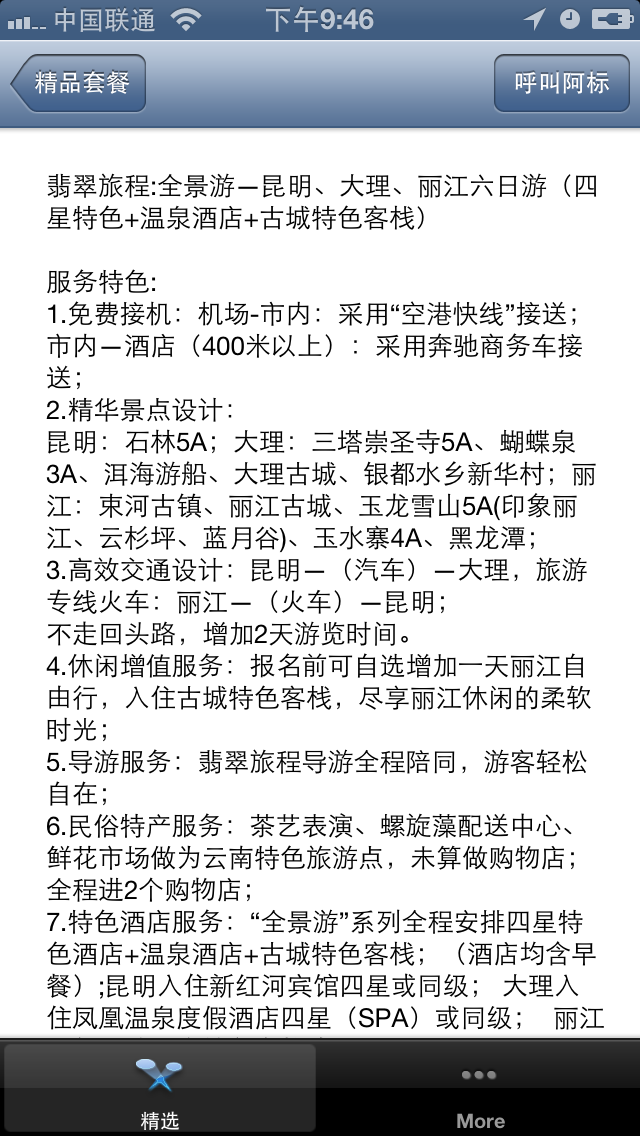 中国联通 下午9:46
精品套餐 呼叫阿标
翡翠旅程:全景游—昆明、大理、丽江六日游（四
星特色+温泉酒店+古城特色客栈）
服务特色:
1.免费接机：机场-市内：采用“空港快线”接送；
市内—酒店（400米以上）：采用奔驰商务车接
送；
2.精华景点设计：
昆明：石林5A；大理：三塔崇圣寺5A、蝴蝶泉
3A、洱海游船、大理古城、银都水乡新华村；丽
江：束河古镇、丽江古城、玉龙雪山5A(印象丽
江、云杉坪、蓝月谷)、玉水寨4A、黑龙潭；
3.高效交通设计：昆明—（汽车）—大理，旅游
专线火车：丽江—（火车）—昆明；
不走回头路，增加2天游览时间。
4.休闲增值服务：报名前可自选增加一天丽江自
由行，入住古城特色客栈，尽享丽江休闲的柔软
时光；
5.导游服务：翡翠旅程导游全程陪同，游客轻松
自在；
6.民俗特产服务：茶艺表演、螺旋藻配送中心、
鲜花市场做为云南特色旅游点，未算做购物店；
全程进2个购物店；
7.特色酒店服务：“全景游”系列全程安排四星特
色酒店+温泉酒店+古城特色客栈；（酒店均含早
餐）;昆明入住新红河宾馆四星或同级； 大理入
住凤凰温泉度假酒店四星（SPA）或同级； 丽江
精选 More